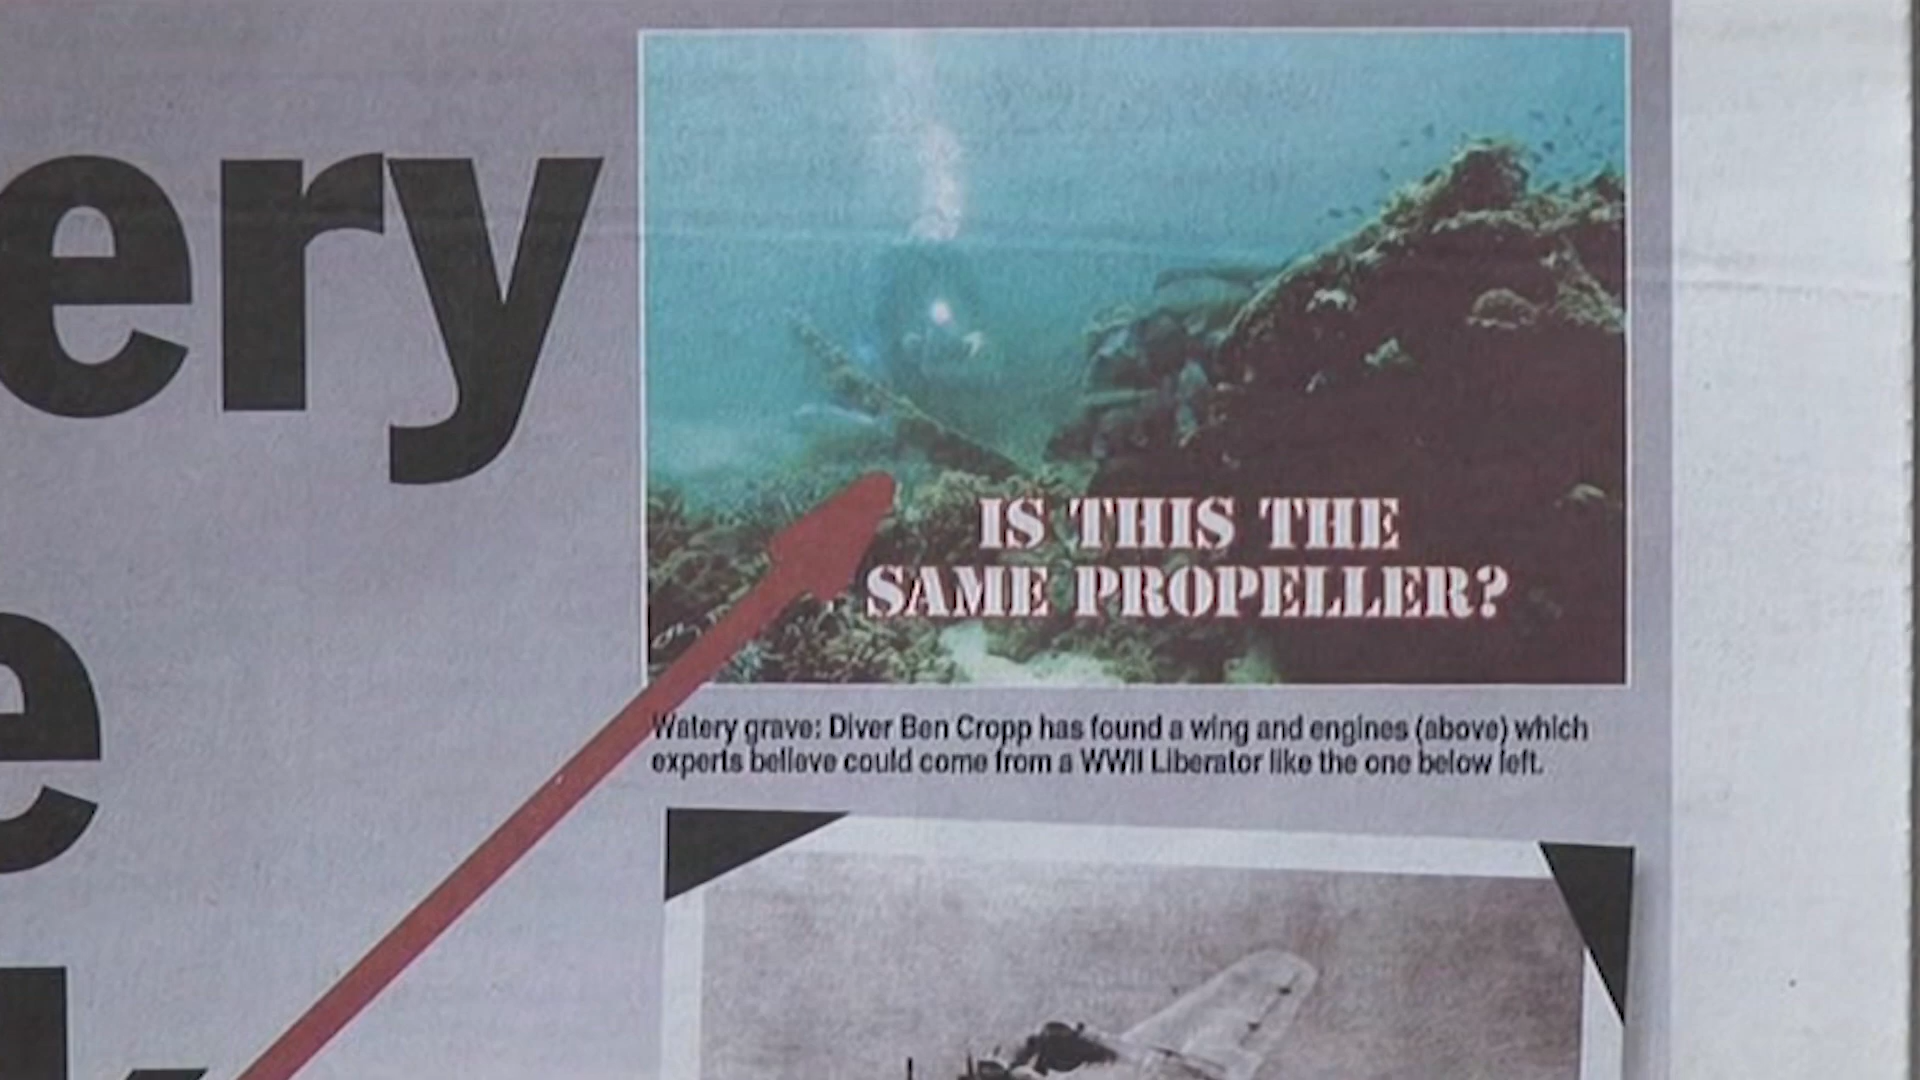 ery
IS THIS THE
SAME PROPELLER?
Watery grave: Diver Ben Cropp has found a wing and engines (above) which
experts believe could come from a WWII Liberator like the one below left.
e
k